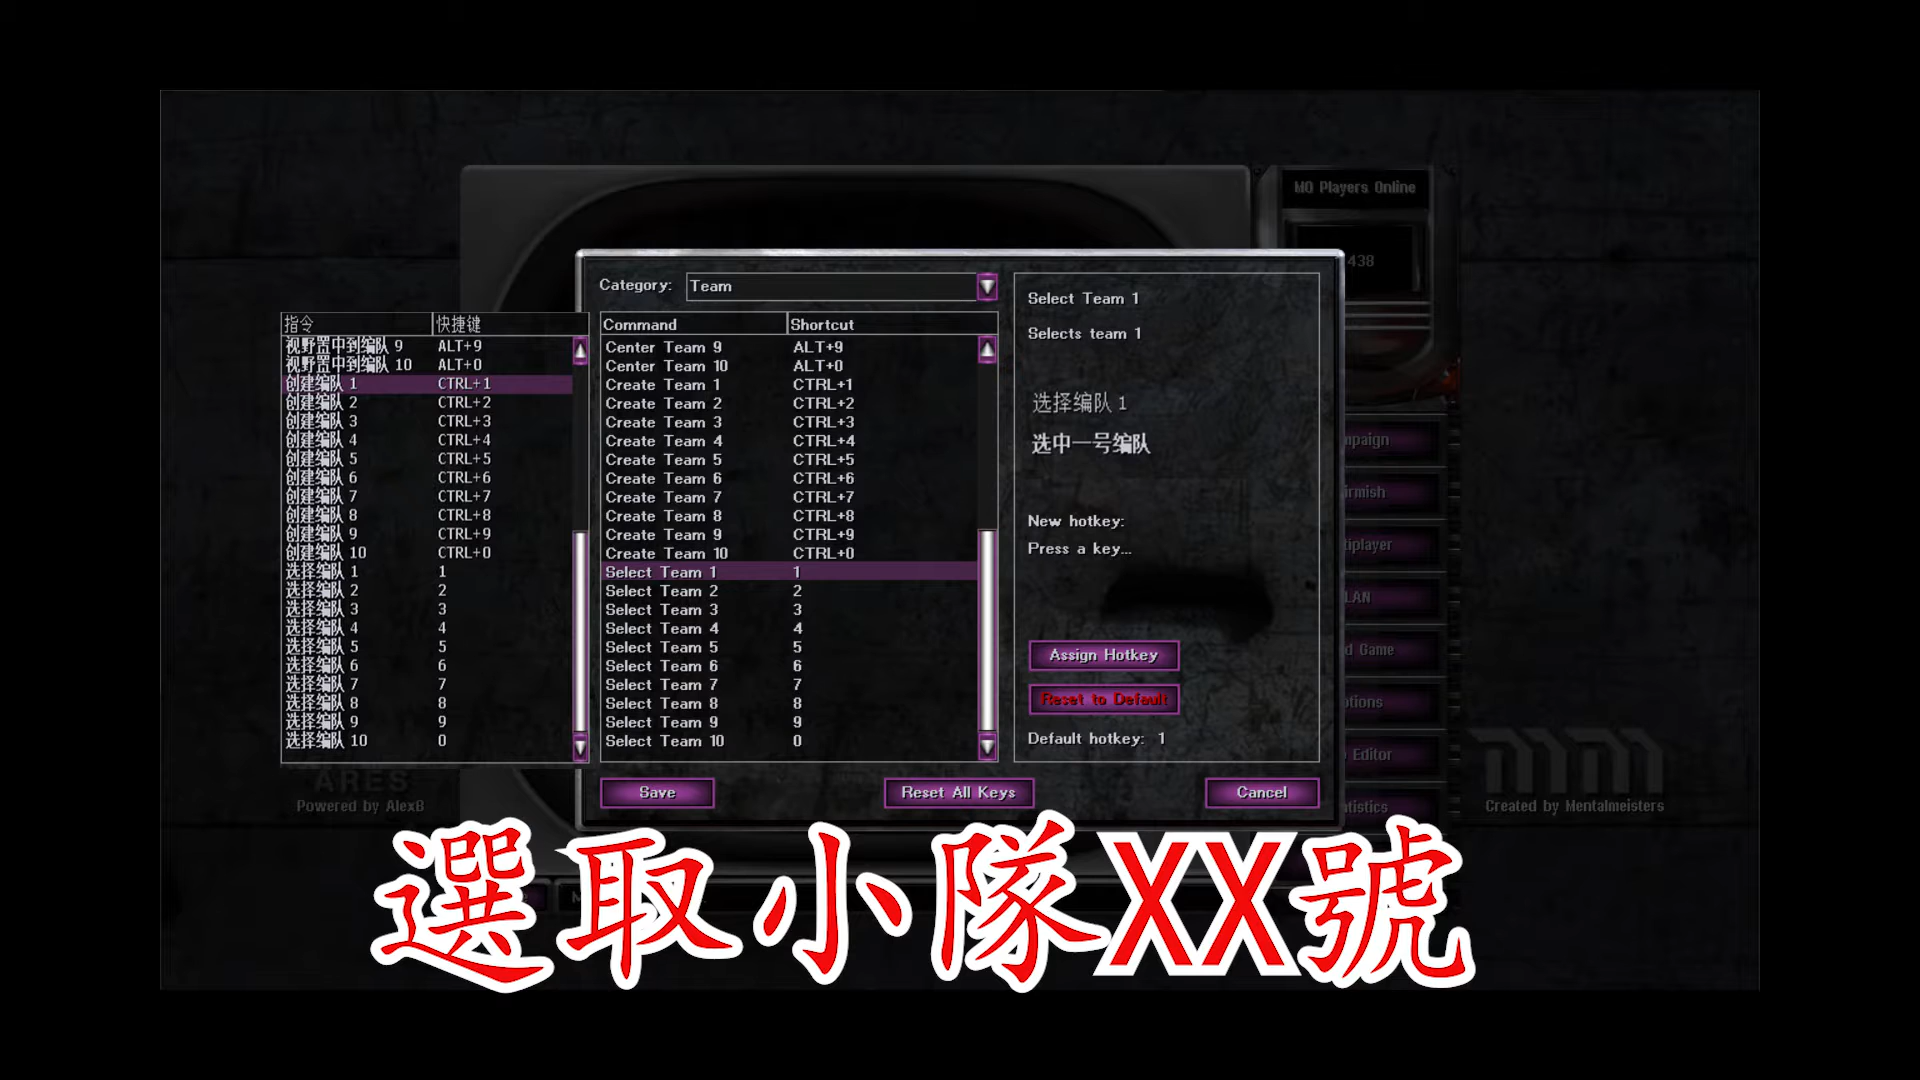 MO Players Online
438
Category: Team
指令 快捷键
视野置中到编队 9 ALT+9
视野置中到编队 10 ALT+0
创建编队 1 CTRL+1
创建编队 2 CTRL+2
创建编队 3 CTRL+3
创建编队 4 CTRL+4
创建编队 5 CTRL+5
创建编队 6 CTRL+6
创建编队 7 CTRL+7
创建编队 8 CTRL+8
创建编队 9 CTRL+9
创建编队 10 CTRL+0
选择编队 1 1
选择编队 2 2
选择编队 3 3
选择编队 4 4
选择编队 5 5
选择编队 6 6
选择编队 7 7
选择编队 8 8
选择编队 9 9
选择编队 10 0
Command Shortcut
Center Team 9 ALT+9
Center Team 10 ALT+0
Create Team 1 CTRL+1
Create Team 2 CTRL+2
Create Team 3 CTRL+3
Create Team 4 CTRL+4
Create Team 5 CTRL+5
Create Team 6 CTRL+6
Create Team 7 CTRL+7
Create Team 8 CTRL+8
Create Team 9 CTRL+9
Create Team 10 CTRL+0
Select Team 1 1
Select Team 2 2
Select Team 3 3
Select Team 4 4
Select Team 5 5
Select Team 6 6
Select Team 7 7
Select Team 8 8
Select Team 9 9
Select Team 10 0
Select Team 1
Selects team 1
选择编队 1
选中一号编队
New hotkey:
Press a key...
Assign Hotkey
Reset to Default
Default hotkey: 1
Save Reset All Keys Cancel
LAN
Game
Editor
ARES
Powered by AlexB
Created by Mentalmeisters
選取小隊XX號